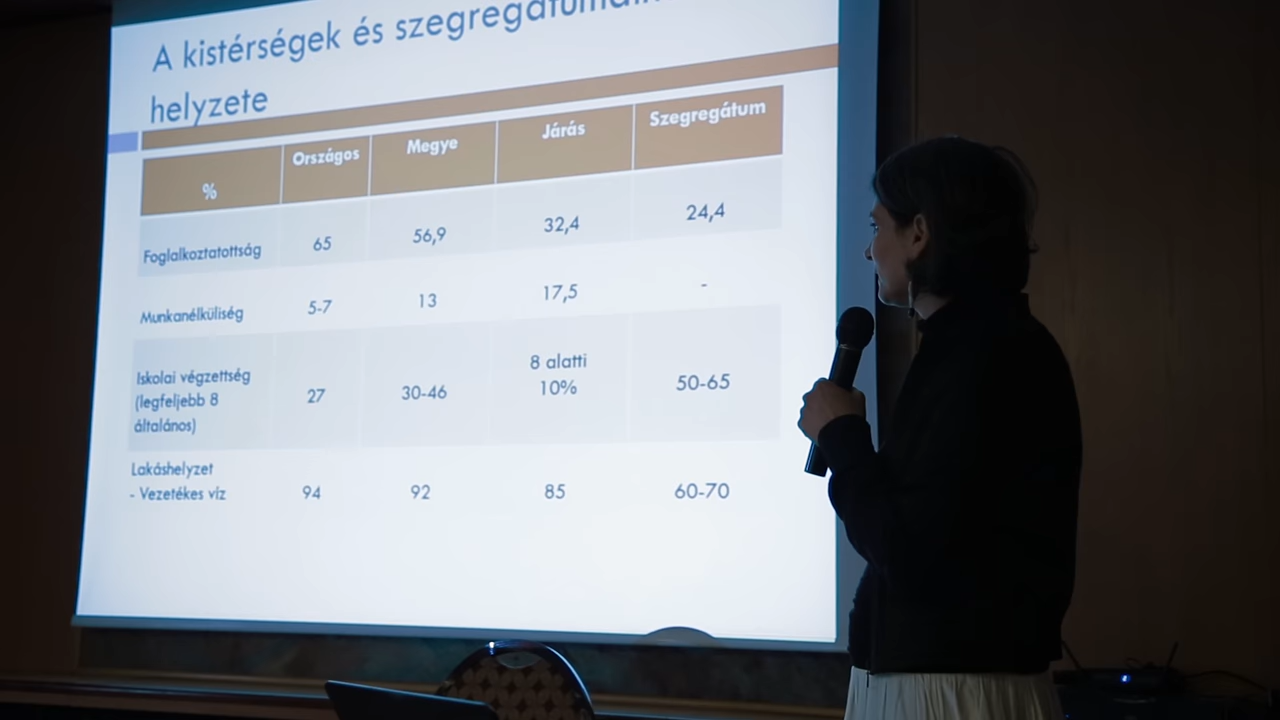 A kistérségek és szegregátumaik
helyzete
% Országos Megye Járás Szegregátum
Foglalkoztatottság 65 56,9 32,4 24,4
Munkanélküliség 5-7 13 17,5 -
Iskolai végzettség
(legfeljebb 8
általános) 27 30-46 8 alatti
10% 50-65
Lakáshelyzet
- Vezetékes víz 94 92 85 60-70